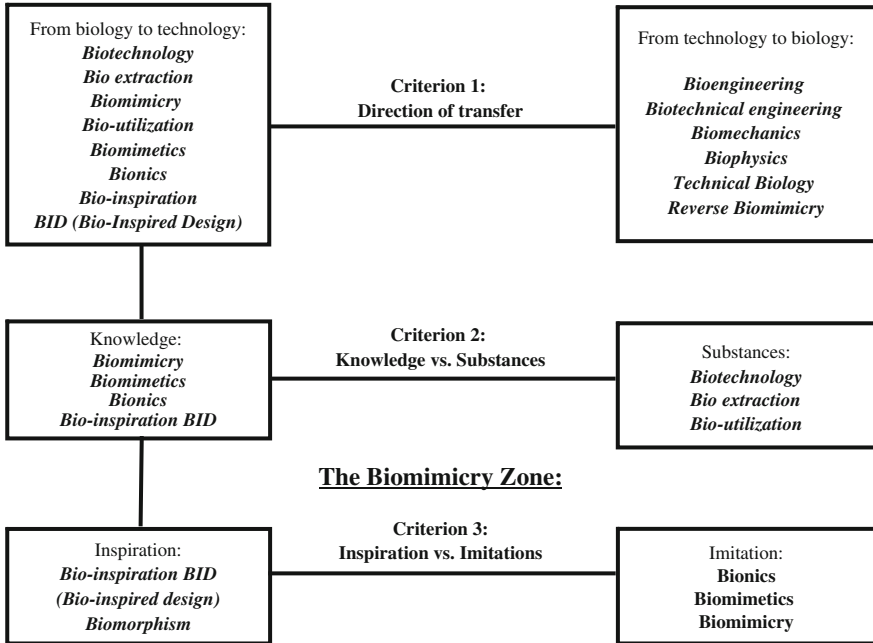 From biology to technology:
Biotechnology
Bio extraction
Biomimicry
Bio-utilization
Biomimetics
Bionics
Bio-inspiration
BID (Bio-Inspired Design)
Criterion 1:
Direction of transfer
From technology to biology:
Bioengineering
Biotechnical engineering
Biomechanics
Biophysics
Technical Biology
Reverse Biomimicry
Knowledge:
Biomimicry
Biomimetics
Bionics
Bio-inspiration BID
Criterion 2:
Knowledge vs. Substances
Substances:
Biotechnology
Bio extraction
Bio-utilization
The Biomimicry Zone:
Inspiration:
Bio-inspiration BID
(Bio-inspired design)
Biomorphism
Criterion 3:
Inspiration vs. Imitations
Imitation:
Bionics
Biomimetics
Biomimicry